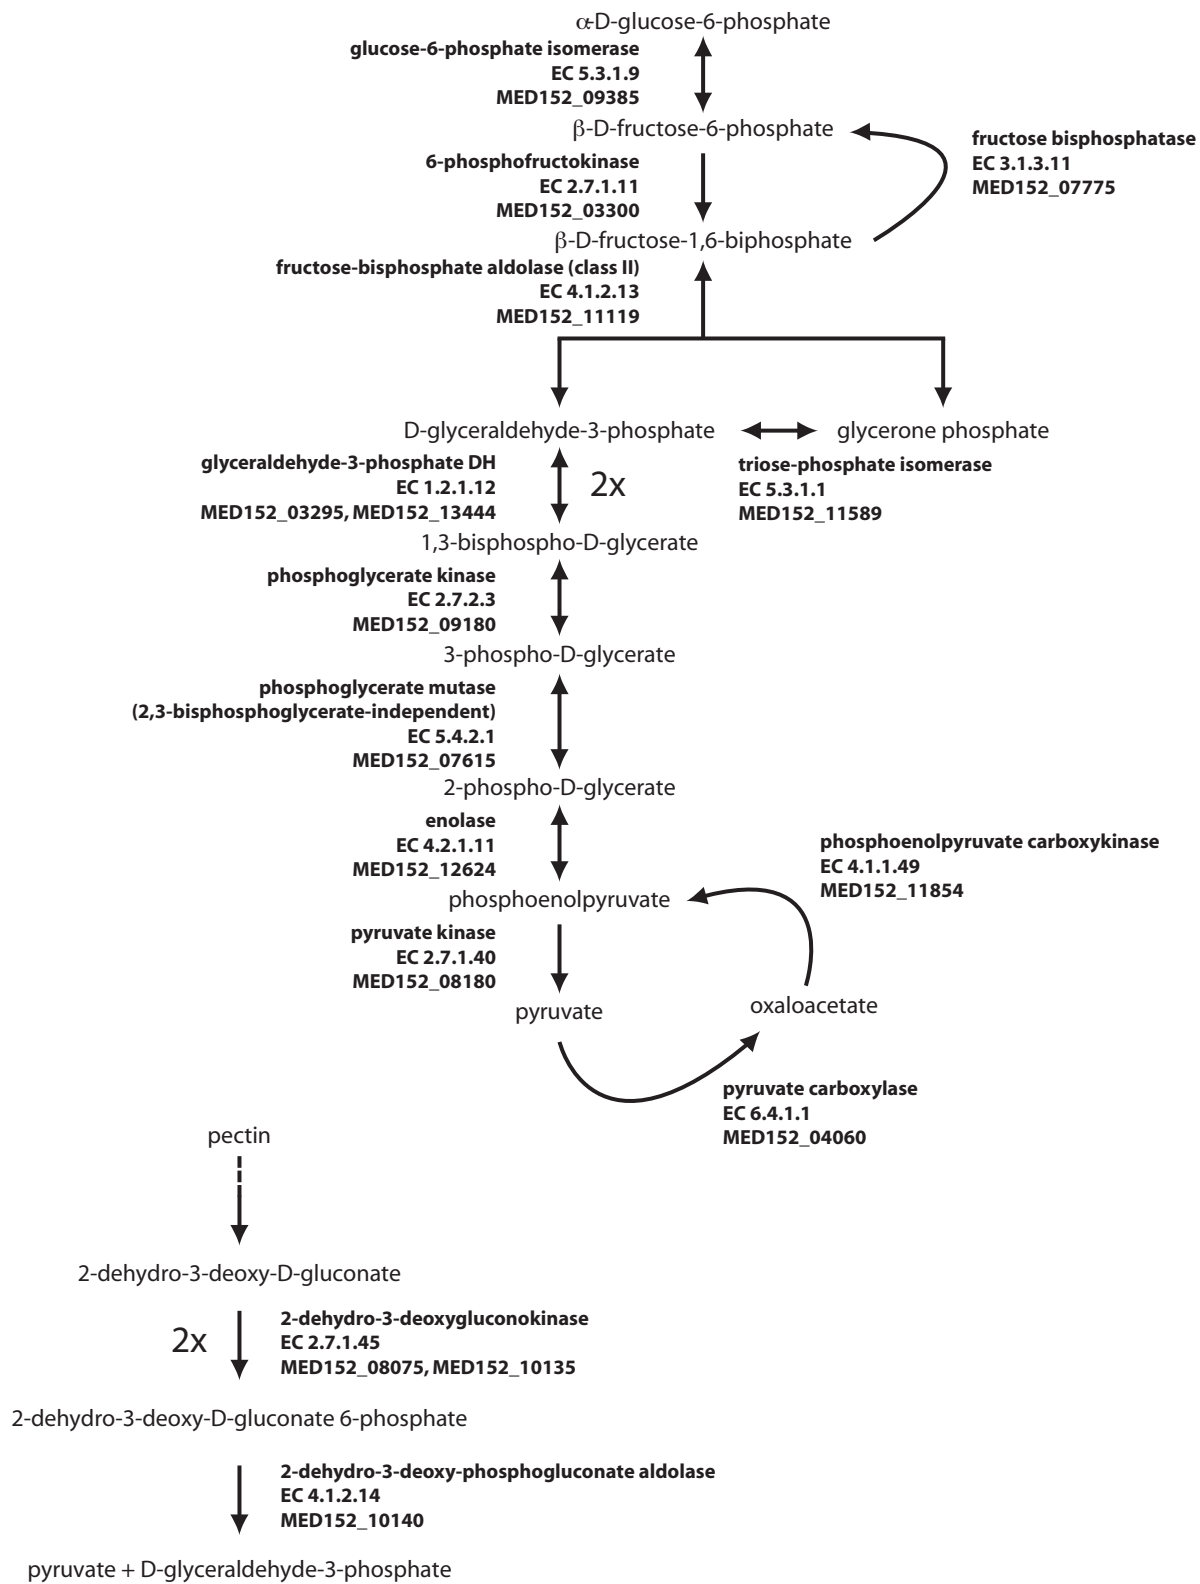 α-D-glucose-6-phosphate
glucose-6-phosphate isomerase
EC 5.3.1.9
MED152_09385
β-D-fructose-6-phosphate
fructose bisphosphatase
EC 3.1.3.11
MED152_07775
6-phosphofructokinase
EC 2.7.1.11
MED152_03300
β-D-fructose-1,6-biphosphate
fructose-bisphosphate aldolase (class II)
EC 4.1.2.13
MED152_11119
D-glyceraldehyde-3-phosphate
glycerone phosphate
glyceraldehyde-3-phosphate DH
EC 1.2.1.12
MED152_03295, MED152_13444
2x
triose-phosphate isomerase
EC 5.3.1.1
MED152_11589
1,3-bisphospho-D-glycerate
phosphoglycerate kinase
EC 2.7.2.3
MED152_09180
3-phospho-D-glycerate
phosphoglycerate mutase
(2,3-bisphosphoglycerate-independent)
EC 5.4.2.1
MED152_07615
2-phospho-D-glycerate
enolase
EC 4.2.1.11
MED152_12624
phosphoenolpyruvate carboxykinase
EC 4.1.1.49
MED152_11854
phosphoenolpyruvate
pyruvate kinase
EC 2.7.1.40
MED152_08180
pyruvate
oxaloacetate
pyruvate carboxylase
EC 6.4.1.1
MED152_04060
pectin
2-dehydro-3-deoxy-D-gluconate
2x
2-dehydro-3-deoxygluconokinase
EC 2.7.1.45
MED152_08075, MED152_10135
2-dehydro-3-deoxy-D-gluconate 6-phosphate
2-dehydro-3-deoxy-phosphogluconate aldolase
EC 4.1.2.14
MED152_10140
pyruvate + D-glyceraldehyde-3-phosphate